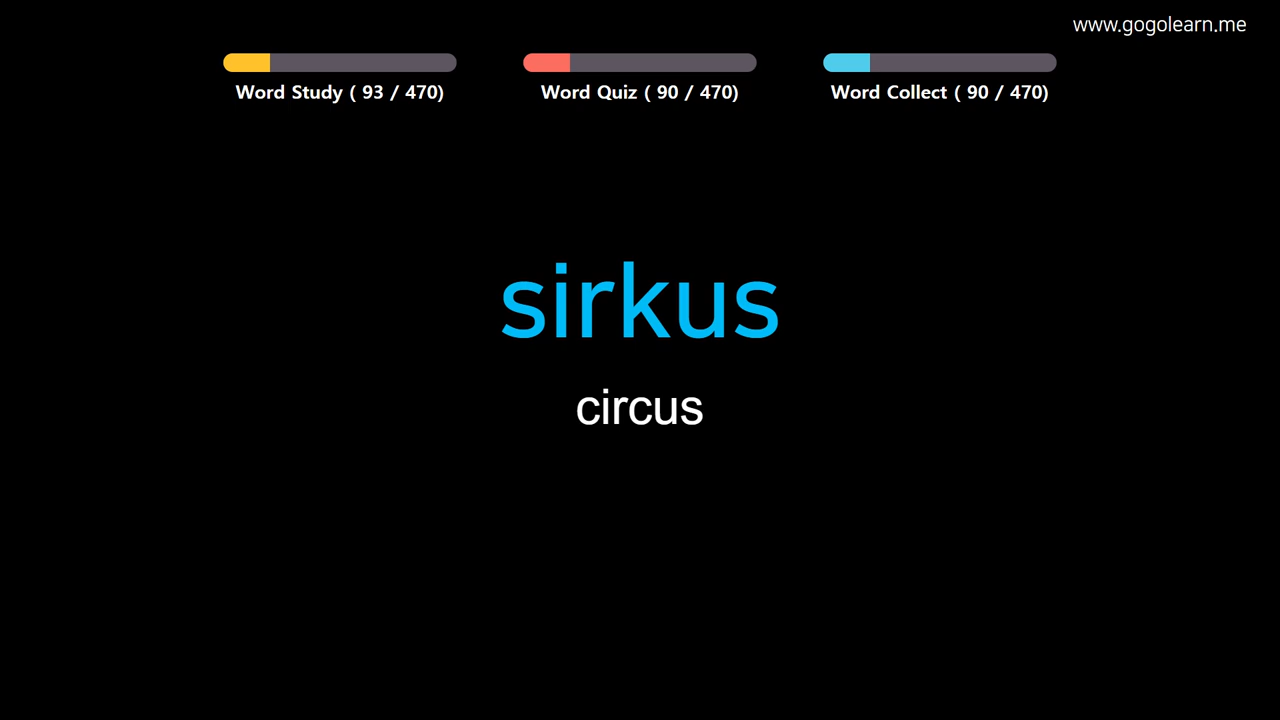 www.gogolearn.me
Word Study ( 93 / 470)
Word Quiz ( 90 / 470)
Word Collect ( 90 / 470)
sirkus
circus